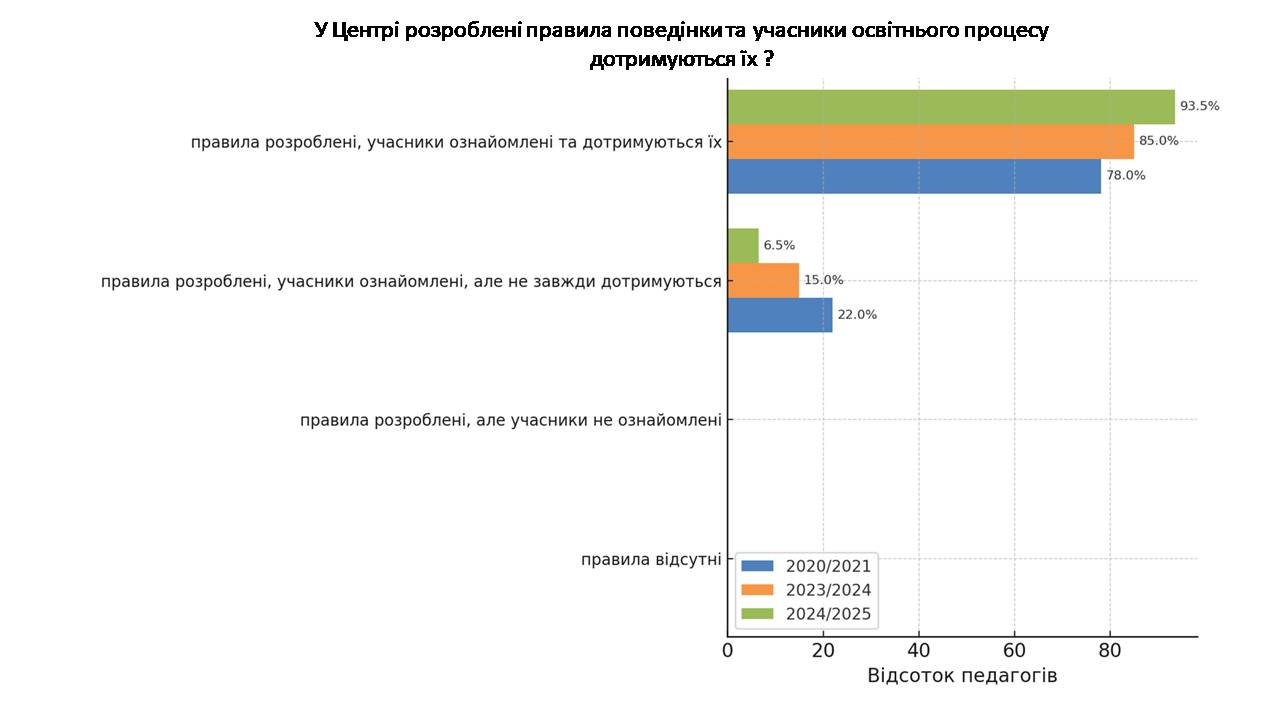 У Центрі розроблені правила поведінки та учасники освітнього процесу
дотримуються їх ?
правила розроблені, учасники ознайомлені та дотримуються їх
93.5%
85.0%
78.0%
правила розроблені, учасники ознайомлені, але не завжди дотримуються
6.5%
15.0%
22.0%
правила розроблені, але учасники не ознайомлені
правила відсутні
2020/2021
2023/2024
2024/2025
0 20 40 60 80
Відсоток педагогів